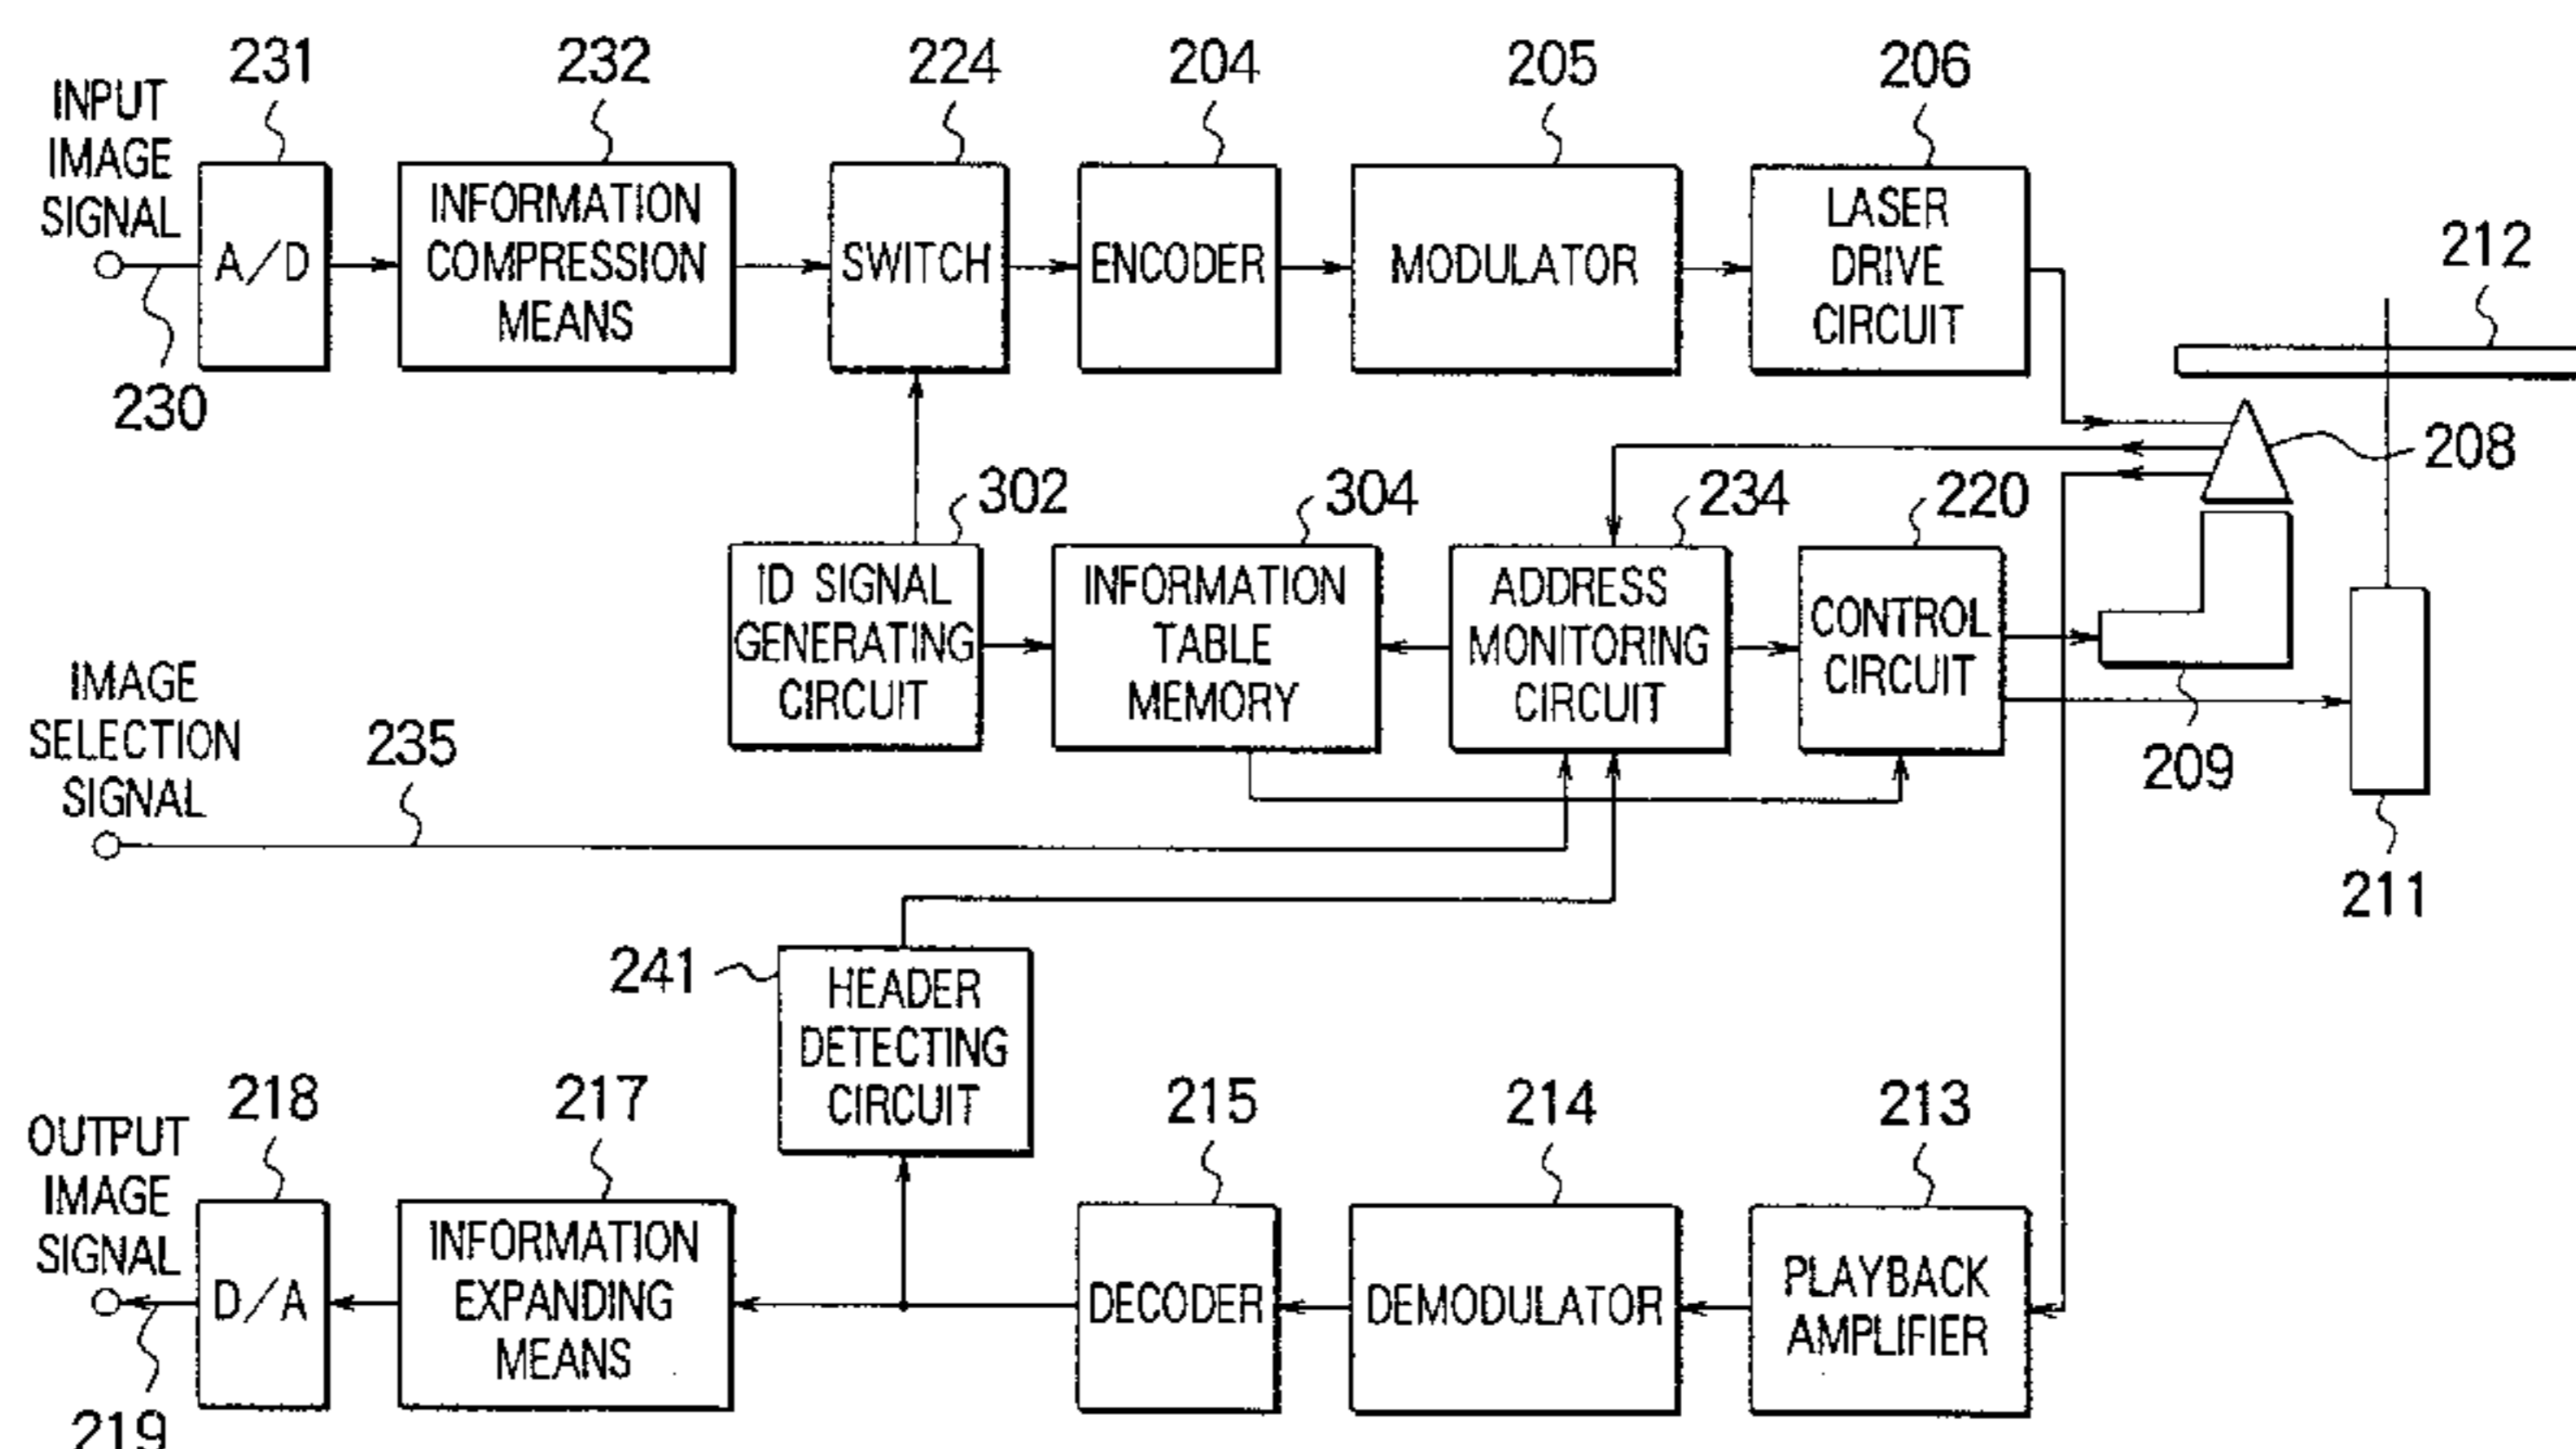 231
232
224
204
205
206
INPUT
IMAGE
SIGNAL
A/D
INFORMATION
COMPRESSION
MEANS
SWITCH
ENCODER
MODULATOR
LASER
DRIVE
CIRCUIT
212
230
208
302
304
234
220
ID SIGNAL
GENERATING
CIRCUIT
INFORMATION
TABLE
MEMORY
ADDRESS
MONITORING
CIRCUIT
CONTROL
CIRCUIT
IMAGE
SELECTION
SIGNAL
235
209
211
241
HEADER
DETECTING
CIRCUIT
218
217
215
214
213
OUTPUT
IMAGE
SIGNAL
D/A
INFORMATION
EXPANDING
MEANS
DECODER
DEMODULATOR
PLAYBACK
AMPLIFIER
219